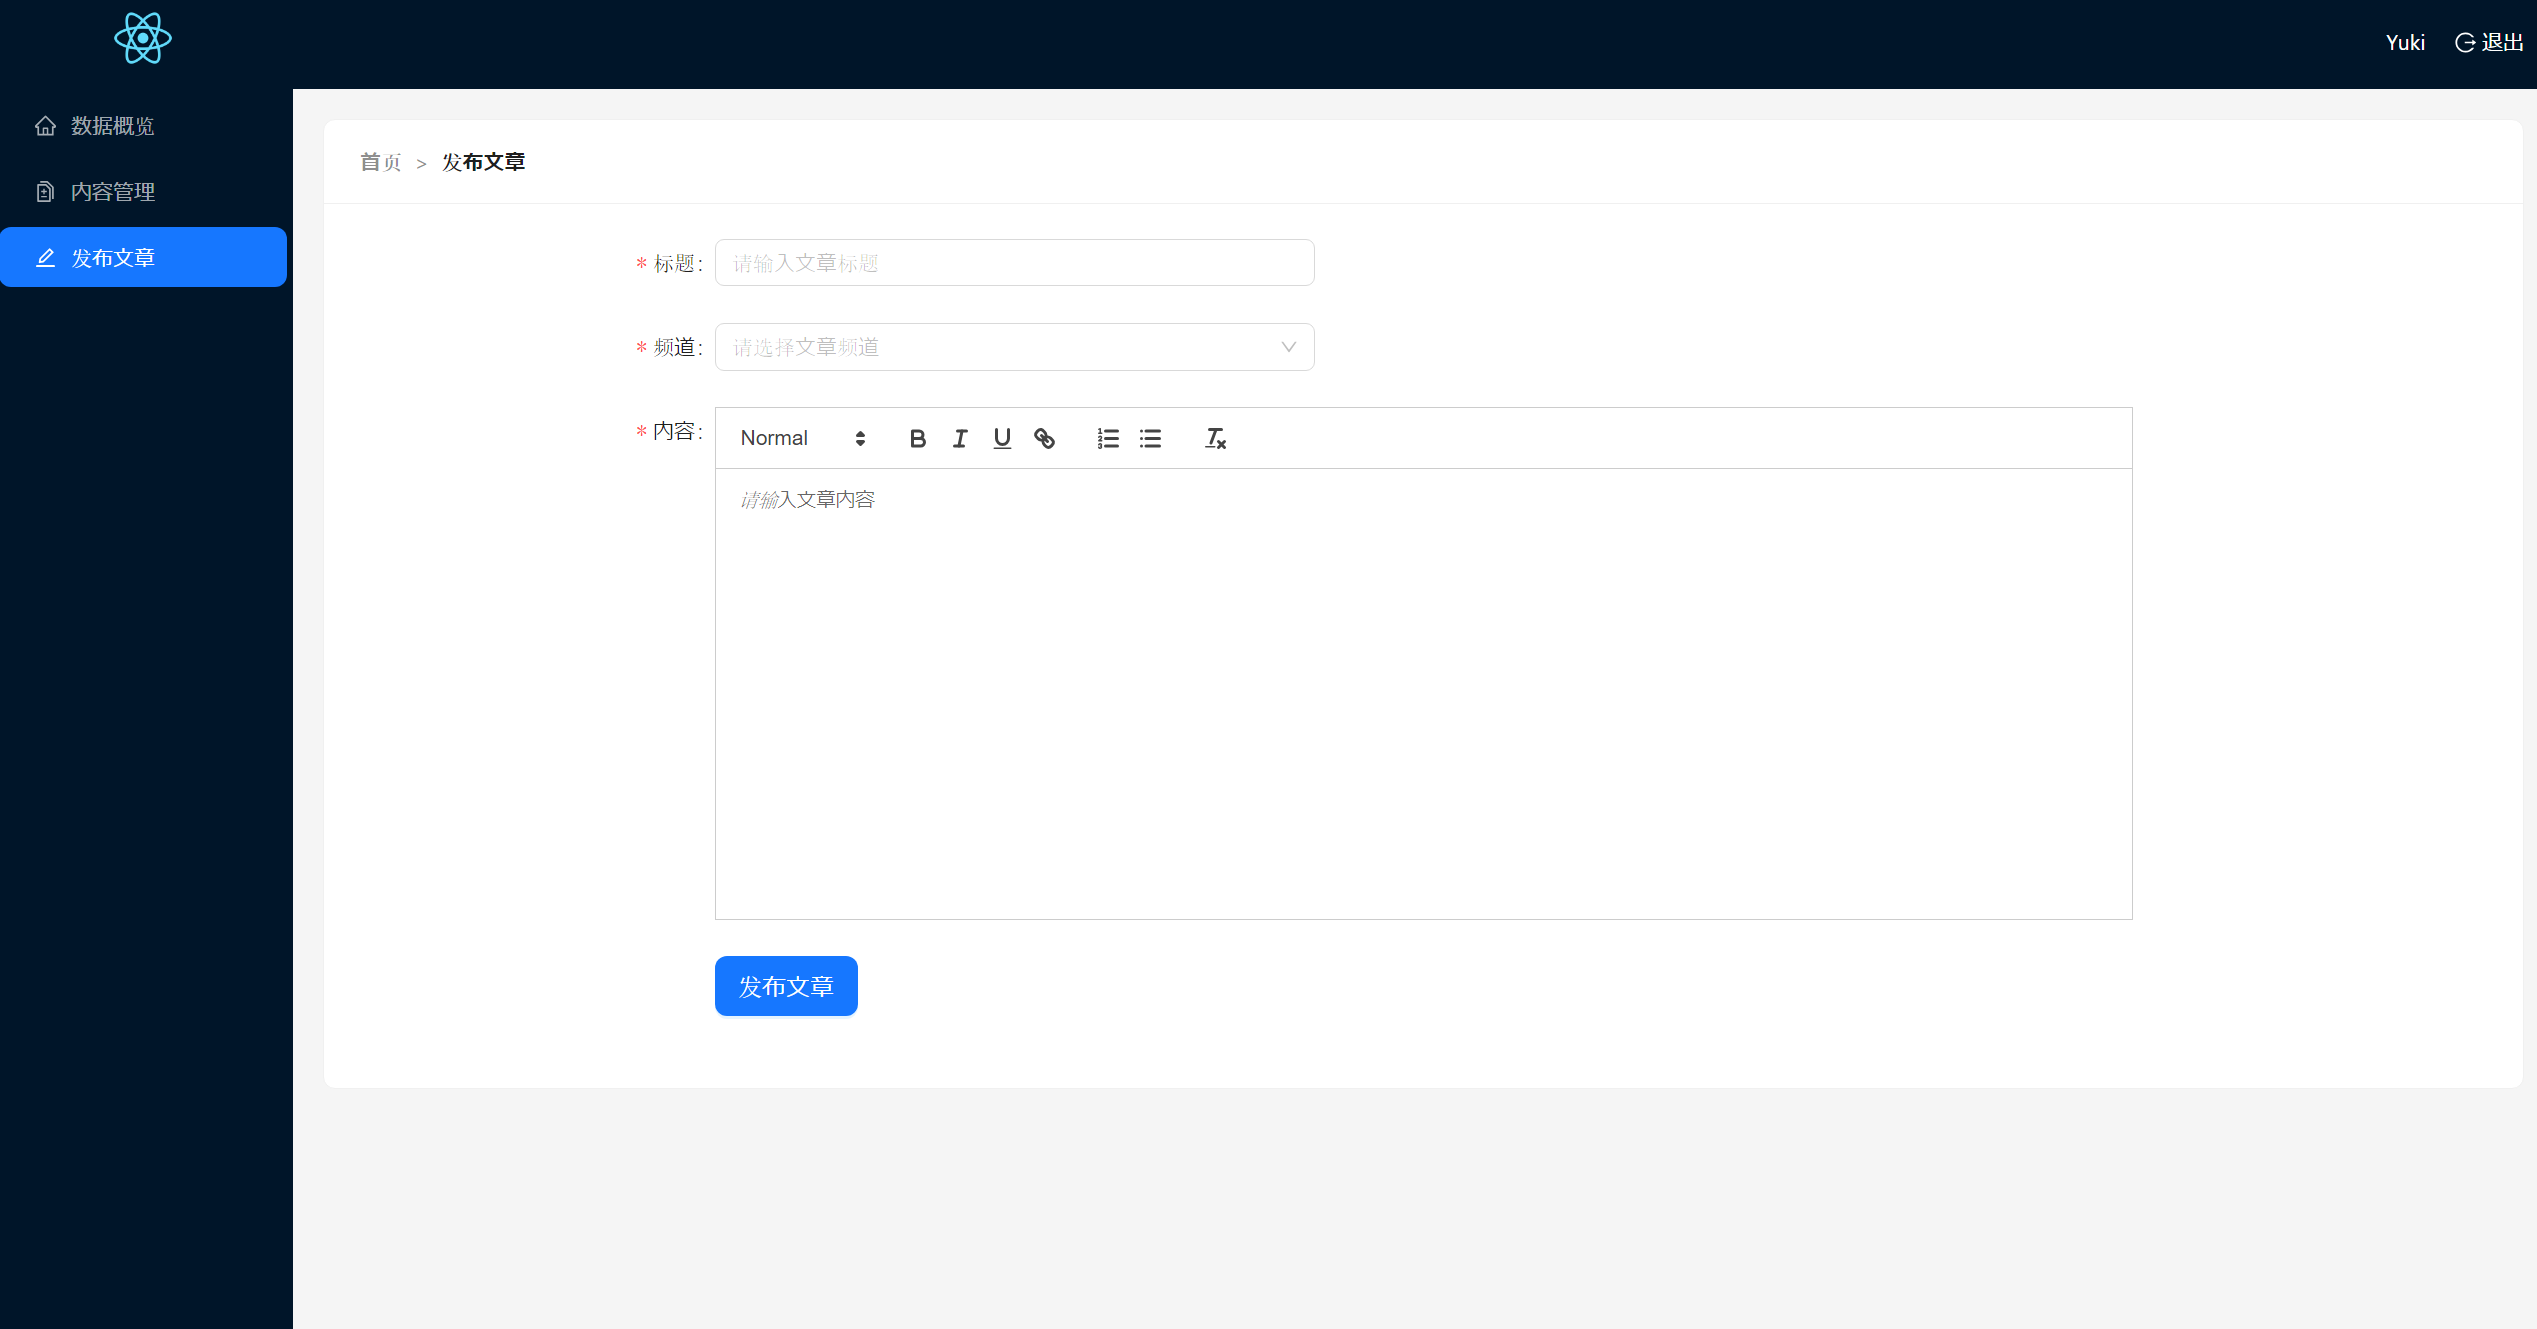 Yuki 退出
数据概览
内容管理
发布文章
首页 > 发布文章
* 标题: 请输入文章标题
* 频道: 请选择文章频道
* 内容: Normal
请输入文章内容
发布文章